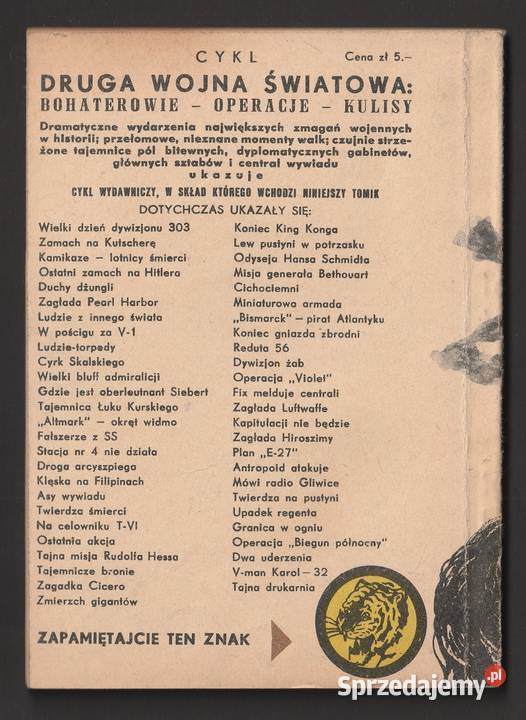 CYKL
Cena zł 5.–
DRUGA WOJNA ŚWIATOWA:
BOHATEROWIE – OPERACJE – KULISY
Dramatyczne wydarzenia największych zmagań wojennych
w historii; przełomowe, nieznane momenty walk; czujnie strze-
żone tajemnice pól bitewnych, dyplomatycznych gabinetów,
głównych sztabów i central wywiadu
ukazuje
CYKL WYDAWNICZY, W SKŁAD KTÓREGO WCHODZI NINIEJSZY TOMIK
DOTYCHCZAS UKAZAŁY SIĘ:
Wielki dzień dywizjonu 303
Zamach na Kutscherę
Kamikaze – lotnicy śmierci
Ostatni zamach na Hitlera
Duchy dżungli
Zagłada Pearl Harbor
Ludzie z innego świata
W pościgu za V-1
Ludzie-torpedy
Cyrk Skalskiego
Wielki bluff admiralicji
Gdzie jest oberleutnant Siebert
Tajemnica Łuku Kurskiego
„Altmark" – okręt widmo
Fałszerze z SS
Stacja nr 4 nie działa
Droga arcyszpiega
Klęska na Filipinach
Asy wywiadu
Twierdza śmierci
Na celowniku T-VI
Ostatnia akcja
Tajna misja Rudolfa Hessa
Tajemnicze bronie
Zagadka Cicero
Zmierzch gigantów
Koniec King Konga
Lew pustyni w potrzasku
Odyseja Hansa Schmidta
Misja generała Bethouart
Cichociemni
Miniaturowa armada
„Bismarck" – pirat Atlantyku
Koniec gniazda zbrodni
Reduta 56
Dywizjon żab
Operacja „Violet"
Fix melduje centrali
Zagłada Luftwaffe
Kapitulacji nie będzie
Zagłada Hiroszimy
Plan „E-27"
Antropoid atakuje
Mówi radio Gliwice
Twierdza na pustyni
Upadek regenta
Granica w ogniu
Operacja „Biegun północny"
Dwa uderzenia
V-man Karol – 32
Tajna drukarnia
ZAPAMIĘTAJCIE TEN ZNAK
Sprzedajemy.pl